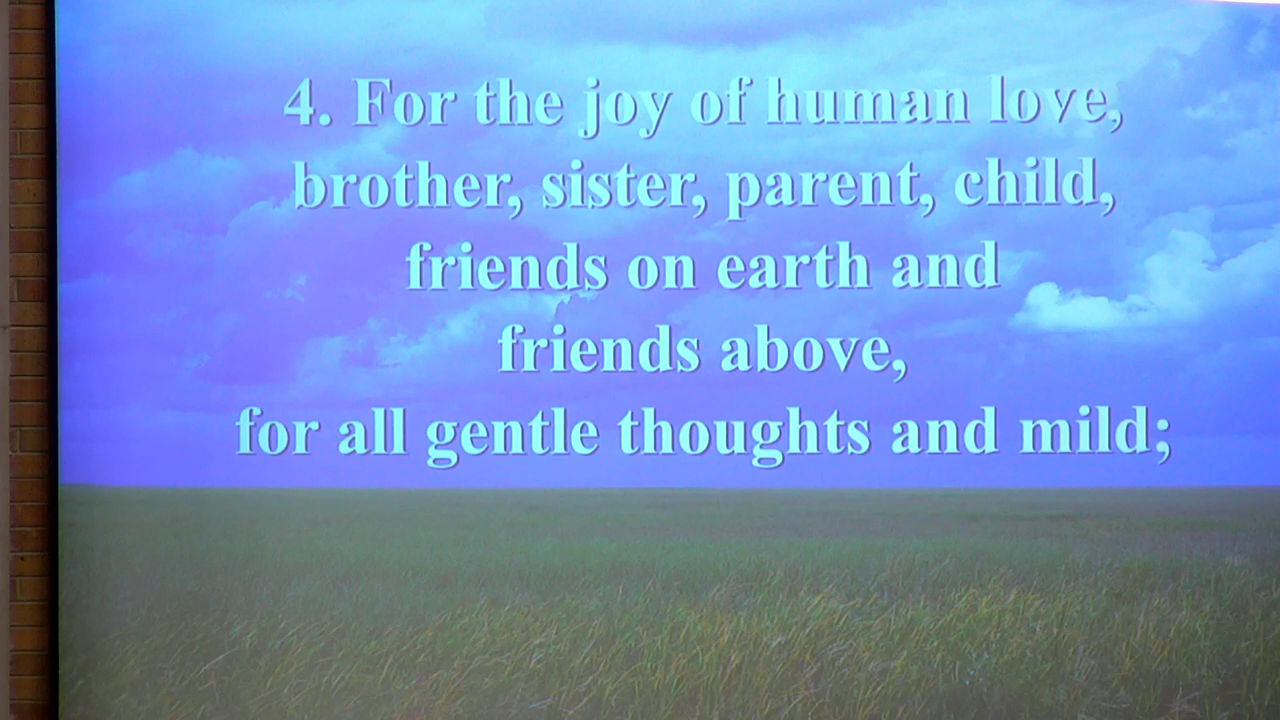 4. For the joy of human love,
brother, sister, parent, child,
friends on earth and
friends above,
for all gentle thoughts and mild;